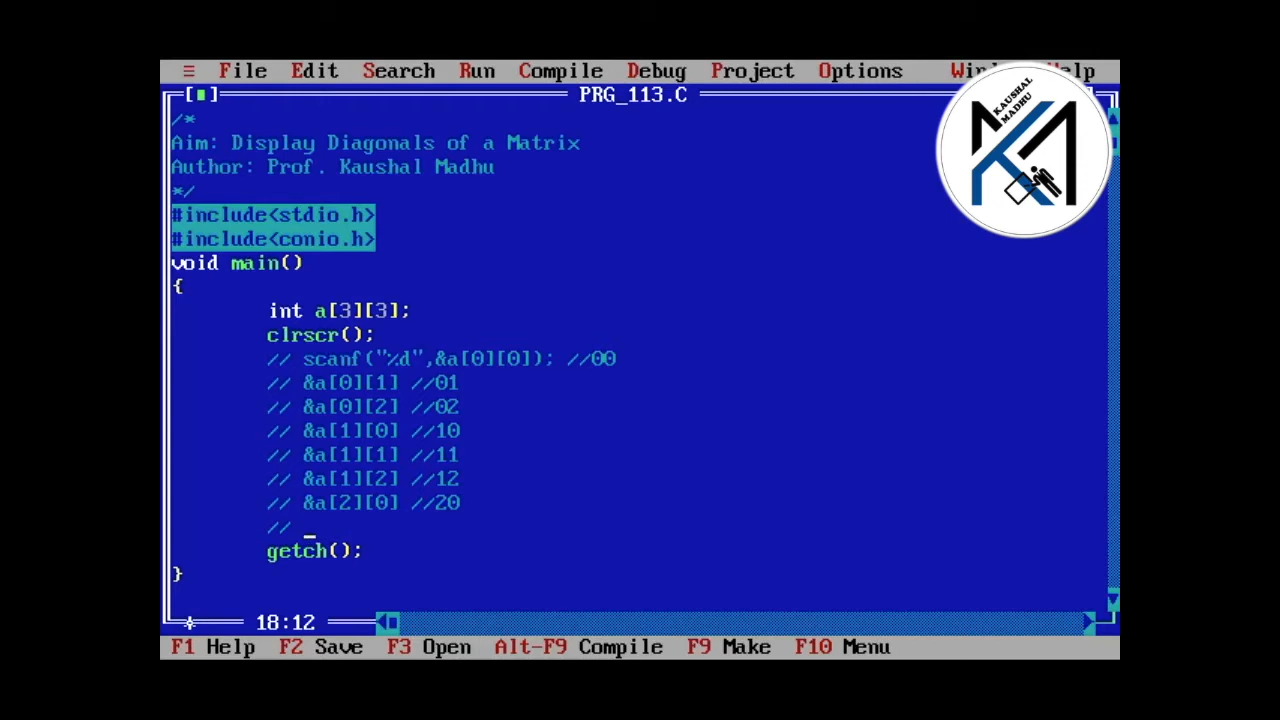 ≡ File Edit Search Run Compile Debug Project Options
KAUSHAL MADHU
PRG_113.C
/*
Aim: Display Diagonals of a Matrix
Author: Prof. Kaushal Madhu
*/
#include<stdio.h>
#include<conio.h>
void main()
{
int a[3][3];
clrscr();
// scanf("%d",&a[0][0]); //00
// &a[0][1] //01
// &a[0][2] //02
// &a[1][0] //10
// &a[1][1] //11
// &a[1][2] //12
// &a[2][0] //20
// _
getch();
}
18:12
F1 Help F2 Save F3 Open Alt-F9 Compile F9 Make F10 Menu